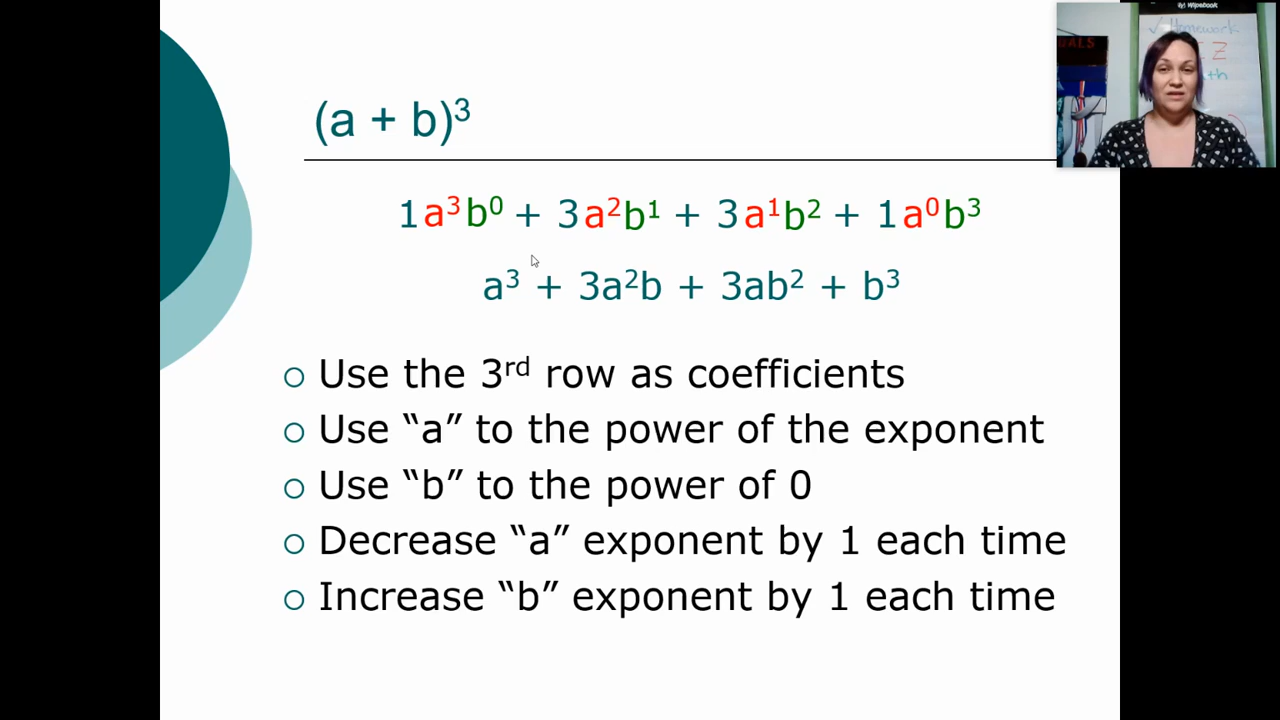 (a + b)³
1a³b⁰ + 3a²b¹ + 3a¹b² + 1a⁰b³
a³ + 3a²b + 3ab² + b³
Use the 3rd row as coefficients
Use “a” to the power of the exponent
Use “b” to the power of 0
Decrease “a” exponent by 1 each time
Increase “b” exponent by 1 each time
Wipebook
Homework
Z